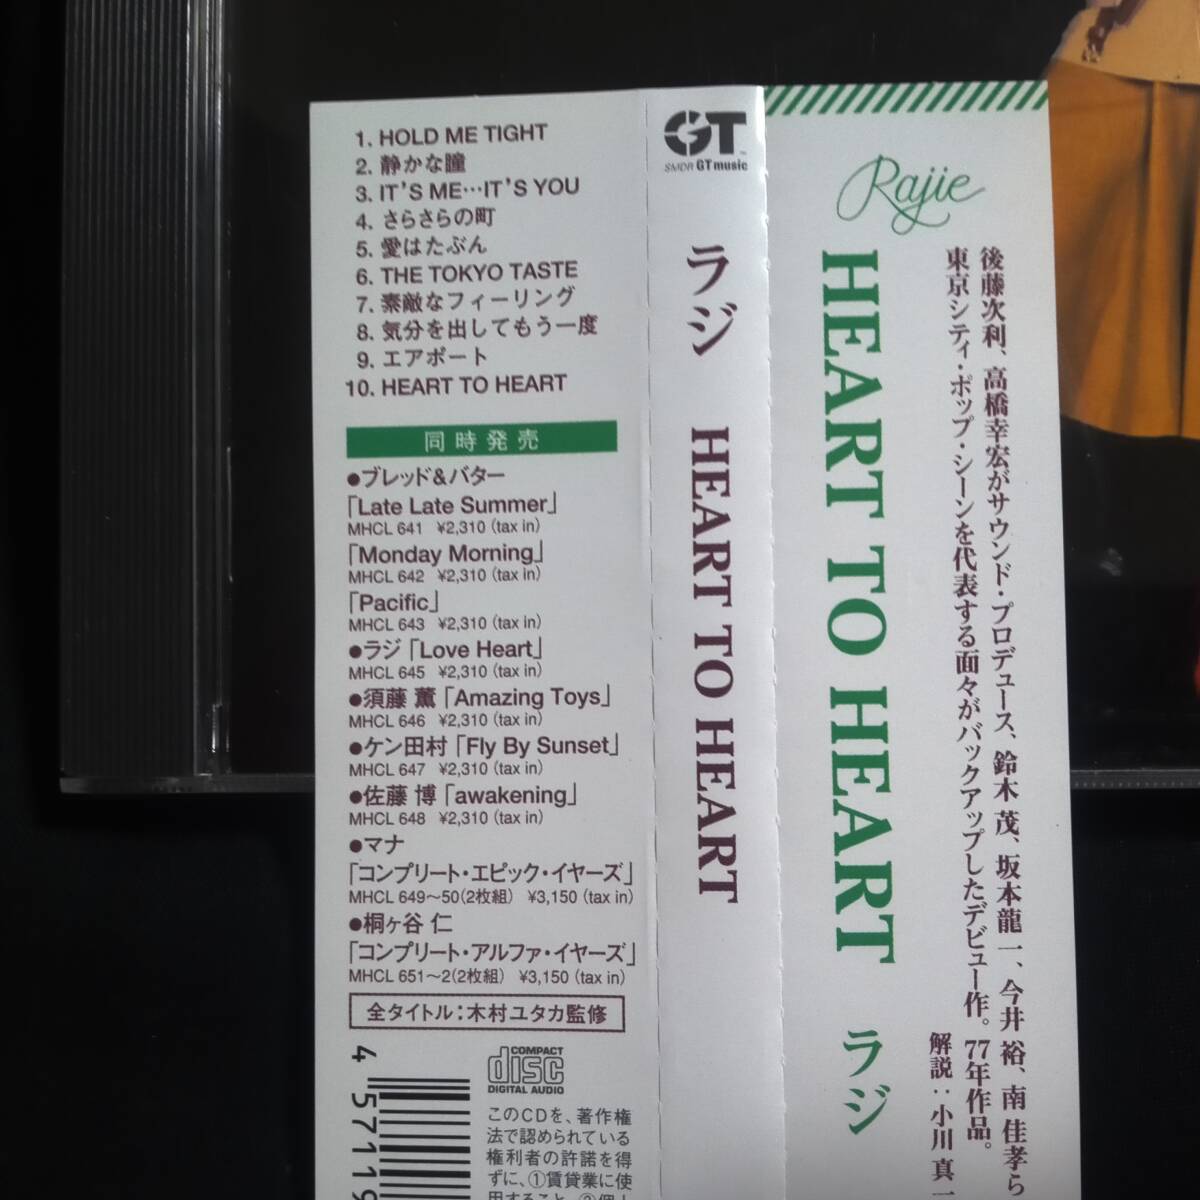 1. HOLD ME TIGHT
2. 静かな瞳
3. IT'S ME…IT'S YOU
4. さらさらの町
5. 愛はたぶん
6. THE TOKYO TASTE
7. 素敵なフィーリング
8. 気分を出してもう一度
9. エアポート
10. HEART TO HEART
同時発売
●ブレッド&バター
「Late Late Summer」
MHCL 641 ¥2,310 (tax in)
「Monday Morning」
MHCL 642 ¥2,310 (tax in)
「Pacific」
MHCL 643 ¥2,310 (tax in)
●ラジ「Love Heart」
MHCL 645 ¥2,310 (tax in)
●須藤 薫「Amazing Toys」
MHCL 646 ¥2,310 (tax in)
●ケン田村「Fly By Sunset」
MHCL 647 ¥2,310 (tax in)
●佐藤 博「awakening」
MHCL 648 ¥2,310 (tax in)
●マナ
「コンプリート・エピック・イヤーズ」
MHCL 649〜50(2枚組) ¥3,150 (tax in)
●桐ヶ谷 仁
「コンプリート・アルファ・イヤーズ」
MHCL 651〜2(2枚組) ¥3,150 (tax in)
全タイトル:木村ユタカ監修
4 57119
COMPACT
disc
DIGITAL AUDIO
このCDを、著作権
法で認められている
権利者の許諾を得
ずに、①賃貸業に使
GT
SMDR GT music
ラジ HEART TO HEART
Rajie
HEART TO HEART ラジ
後藤次利、高橋幸宏がサウンド・プロデュース、鈴木 茂、坂本龍一、今井 裕、南 佳孝ら
東京シティ・ポップ・シーンを代表する面々がバックアップしたデビュー作。77年作品。
解説:小川真一